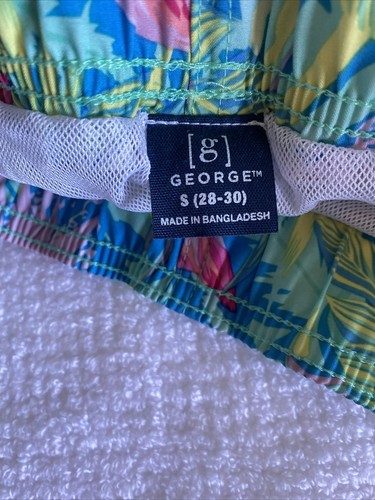 [g]
GEORGE™
S (28-30)
MADE IN BANGLADESH